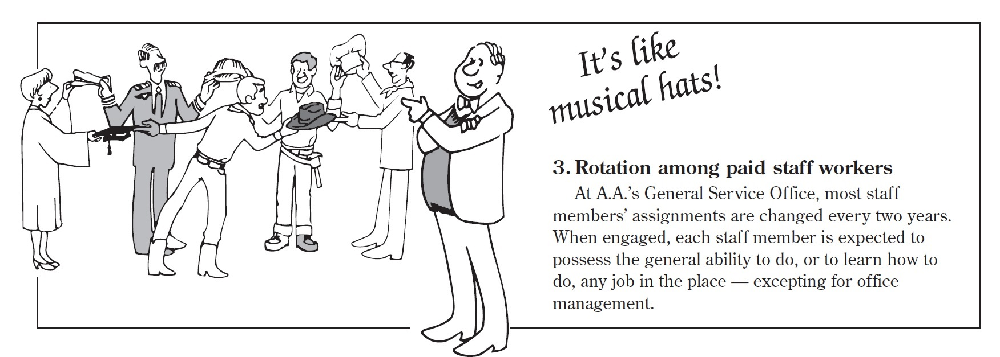 It's like
musical hats!
3. Rotation among paid staff workers
At A.A.'s General Service Office, most staff
members' assignments are changed every two years.
When engaged, each staff member is expected to
possess the general ability to do, or to learn how to
do, any job in the place — excepting for office
management.